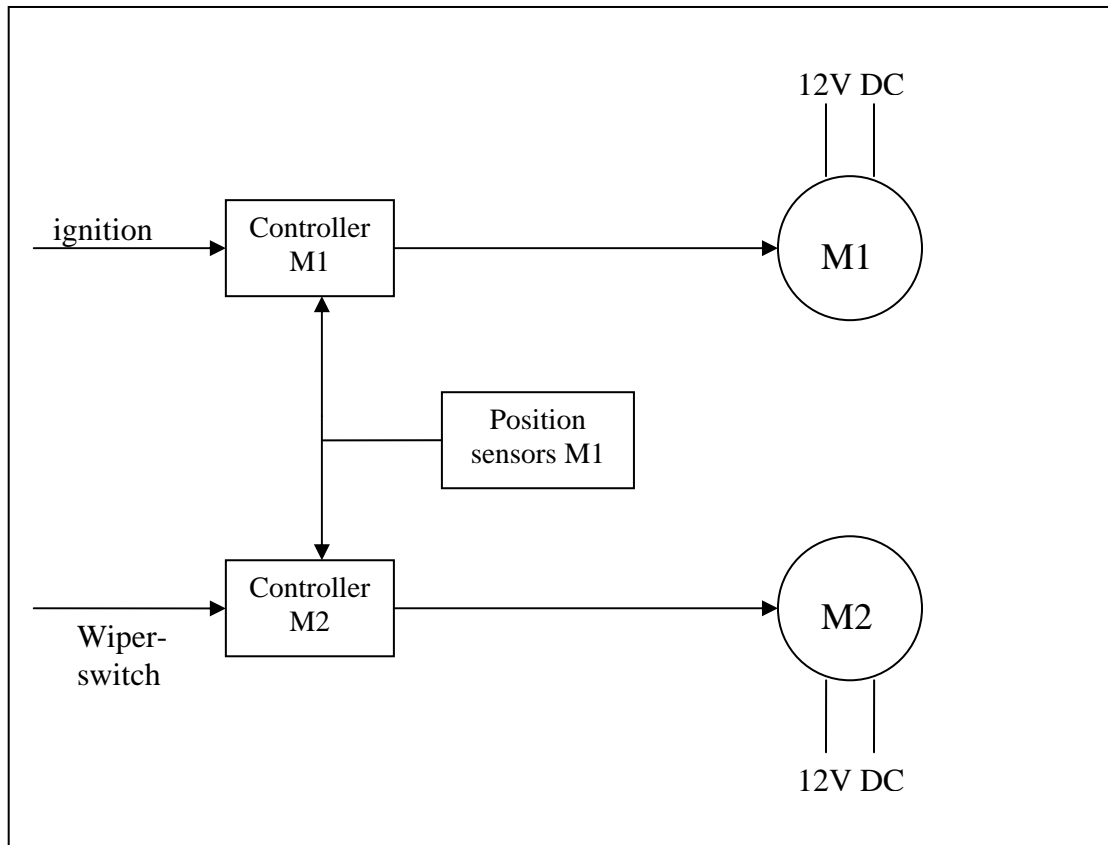 12V DC
ignition
Controller
M1
M1
Position
sensors M1
Controller
M2
M2
Wiper-
switch
12V DC